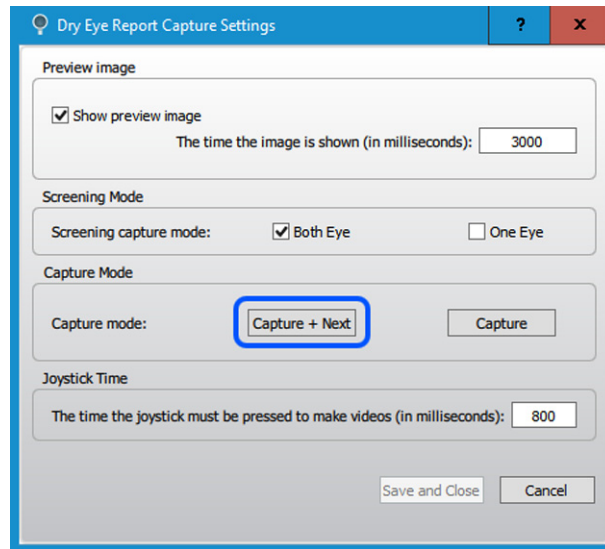 Dry Eye Report Capture Settings ? x
Preview image
Show preview image
The time the image is shown (in milliseconds): 3000
Screening Mode
Screening capture mode: Both Eye One Eye
Capture Mode
Capture mode: Capture + Next Capture
Joystick Time
The time the joystick must be pressed to make videos (in milliseconds): 800
Save and Close Cancel